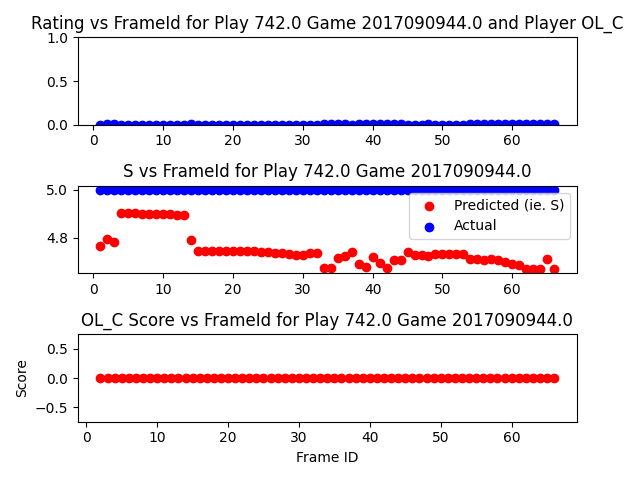 Rating vs FrameId for Play 742.0 Game 2017090944.0 and Player OL_C
1.0
0.5
0.0
0 10 20 30 40 50 60
S vs FrameId for Play 742.0 Game 2017090944.0
5.0
4.8
Predicted (ie. S)
Actual
0 10 20 30 40 50 60
OL_C Score vs FrameId for Play 742.0 Game 2017090944.0
Score
0.5
0.0
−0.5
0 10 20 30 40 50 60
Frame ID